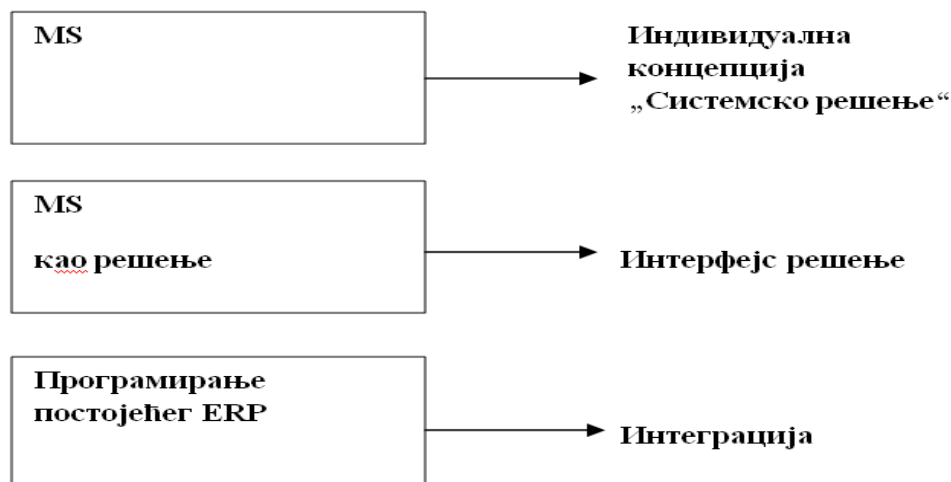 MS
Индивидуална
концепција
„Системско решење“
MS
као решење
Интерфејс решење
Програмирање
постојећег ERP
Интеграција